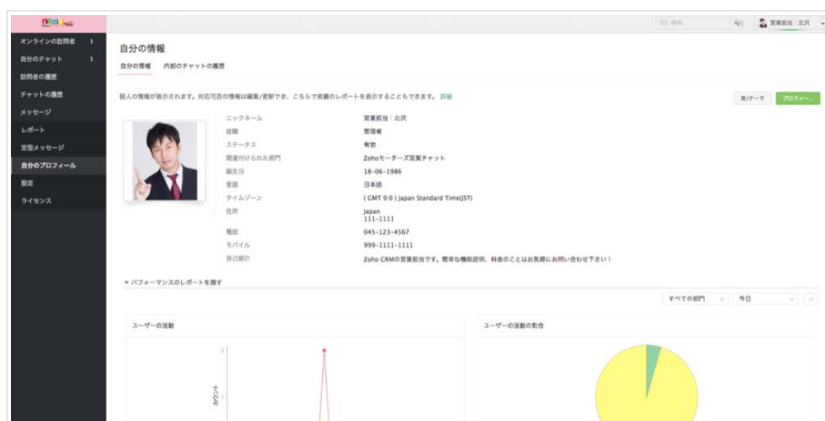 営業担当：北沢
オンラインの訪問者 1
自分のチャット 1
訪問者の履歴
チャットの履歴
メッセージ
レポート
定型メッセージ
自分のプロフィール
設定
ライセンス
自分の情報
自分の情報 内部のチャットの履歴
個人の情報が表示されます。対応可否の情報は編集/更新でき、こちらで実績のレポートを表示することもできます。 詳細
音/テーマ プロフィー...
ニックネーム 営業担当：北沢
役職 管理者
ステータス 有効
関連付けられた部門 Zohoモーターズ営業チャット
誕生日 18-06-1986
言語 日本語
タイムゾーン ( GMT 9:0 ) Japan Standard Time(JST)
住所 Japan
111-1111
電話 045-123-4567
モバイル 999-1111-1111
自己紹介 Zoho CRMの営業担当です。簡単な機能説明、料金のことはお気軽にお問い合わせ下さい！
パフォーマンスのレポートを隠す
すべての部門 今日
ユーザーの活動
ユーザーの活動の割合
カウント